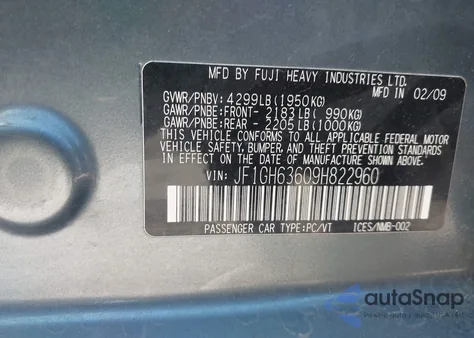 MFD BY FUJI HEAVY INDUSTRIES LTD.
MFD IN 02/09
GVWR/PNBV: 4299LB(1950KG)
GAWR/PNBE:FRONT- 2183LB( 990KG)
GAWR/PNBE:REAR - 2205LB(1000KG)
THIS VEHICLE CONFORMS TO ALL APPLICABLE FEDERAL MOTOR
VEHICLE SAFETY, BUMPER, AND THEFT PREVENTION STANDARDS
IN EFFECT ON THE DATE OF MANUFACTURE SHOWN ABOVE.
VIN: JF1GH63609H822960
PASSENGER CAR TYPE:PC/VT ICES/NMB-002
autoSnap